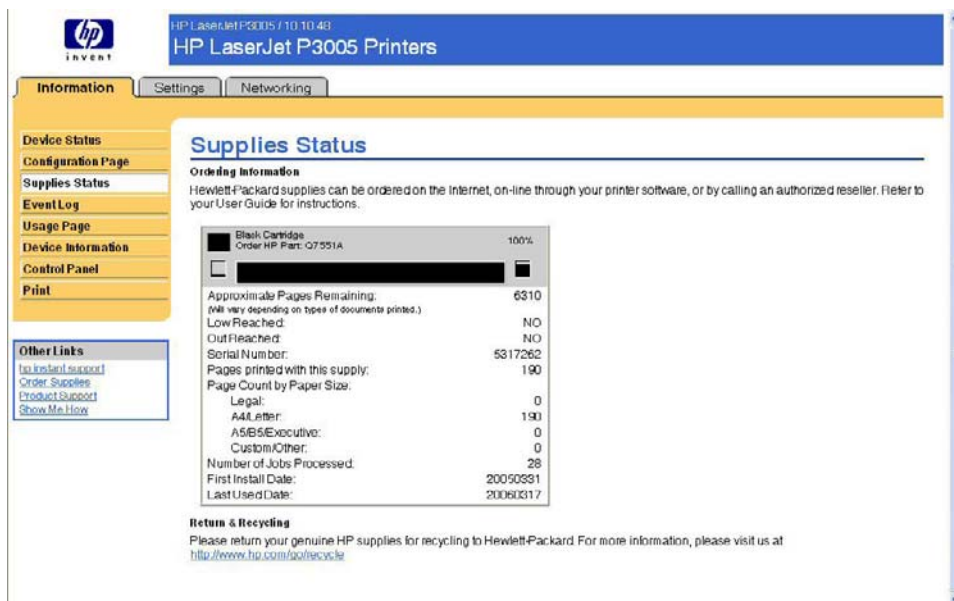 hp
invent
HP LaserJet P3005 / 10.10.48
HP LaserJet P3005 Printers
Information
Settings
Networking
Device Status
Configuration Page
Supplies Status
Event Log
Usage Page
Device Information
Control Panel
Print
Other Links
hp instant support
Order Supplies
Product Support
Show Me How
Supplies Status
Ordering Information
Hewlett-Packard supplies can be ordered on the Internet, on-line through your printer software, or by calling an authorized reseller. Refer to
your User Guide for instructions.
Black Cartridge
Order HP Part: Q7551A
100%
Approximate Pages Remaining: 6310
(Will vary depending on types of documents printed.)
Low Reached: NO
Out Reached: NO
Serial Number: 5317262
Pages printed with this supply: 190
Page Count by Paper Size:
Legal: 0
A4/Letter: 190
A5/B5/Executive: 0
Custom/Other: 0
Number of Jobs Processed: 28
First Install Date: 20050331
Last Used Date: 20060317
Return & Recycling
Please return your genuine HP supplies for recycling to Hewlett-Packard. For more information, please visit us at
http://www.hp.com/go/recycle